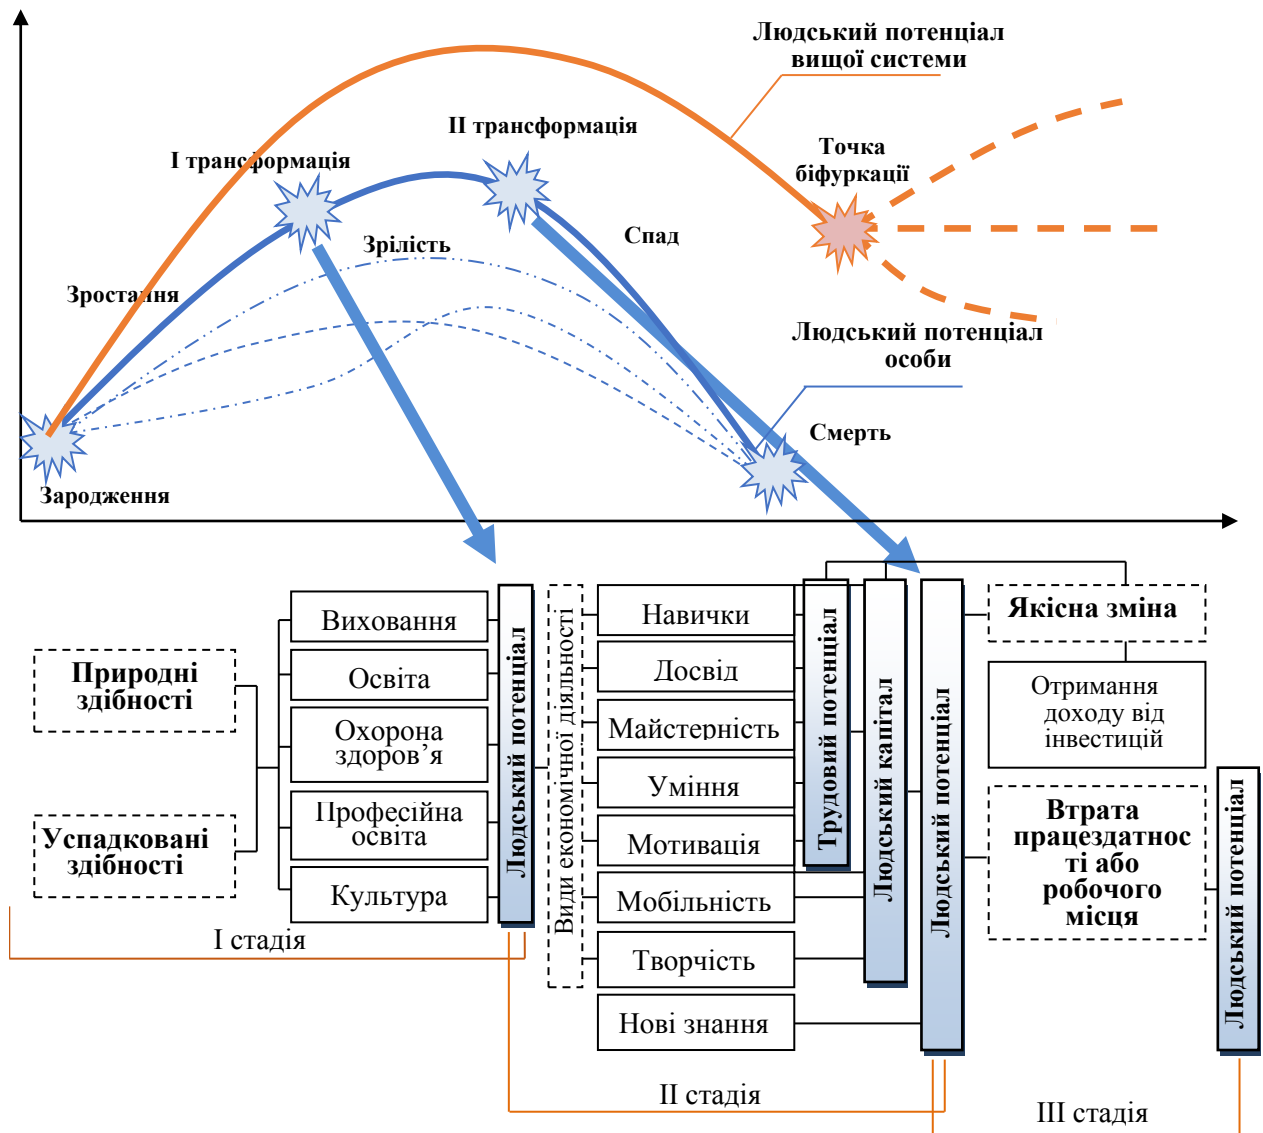 Людський потенціал
вищої системи
ІІ трансформація
І трансформація
Точка
біфуркації
Спад
Зрілість
Зростання
Людський потенціал
особи
Смерть
Зародження
Природні
здібності
Успадковані
здібності
Виховання
Освіта
Охорона
здоров’я
Професійна
освіта
Культура
Людський потенціал
Види економічної діяльності
Навички
Досвід
Майстерність
Уміння
Мотивація
Мобільність
Творчість
Нові знання
Трудовий потенціал
Людський капітал
Людський потенціал
Якісна зміна
Отримання
доходу від
інвестицій
Втрата
працездатнос
ті або
робочого
місця
Людський потенціал
І стадія
ІІ стадія
ІІІ стадія